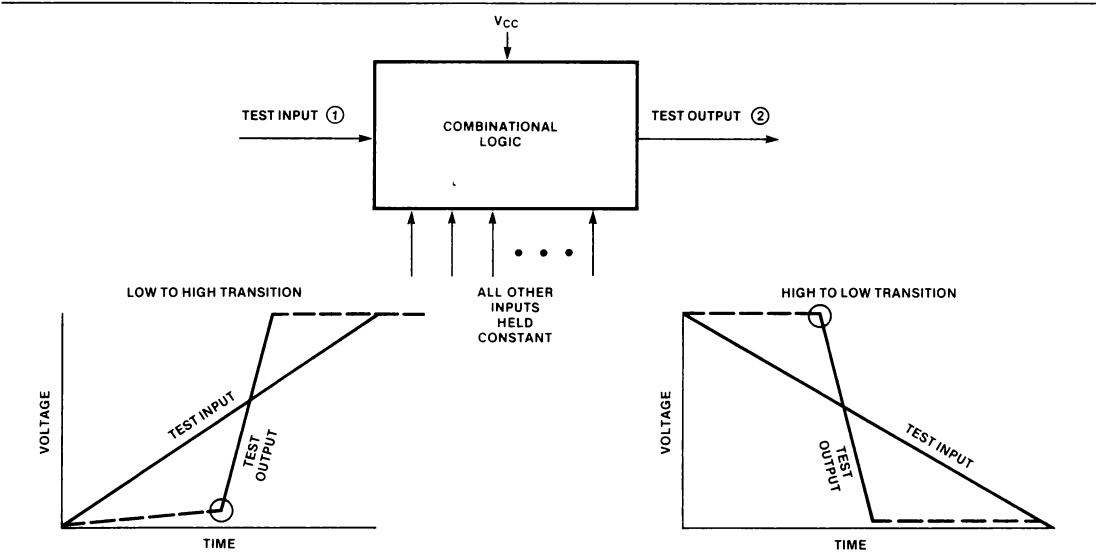 VCC
TEST INPUT ①
COMBINATIONAL
LOGIC
TEST OUTPUT ②
LOW TO HIGH TRANSITION
ALL OTHER
INPUTS
HELD
CONSTANT
HIGH TO LOW TRANSITION
VOLTAGE
TEST INPUT
TEST
OUTPUT
TIME
VOLTAGE
TEST INPUT
TEST
OUTPUT
TIME